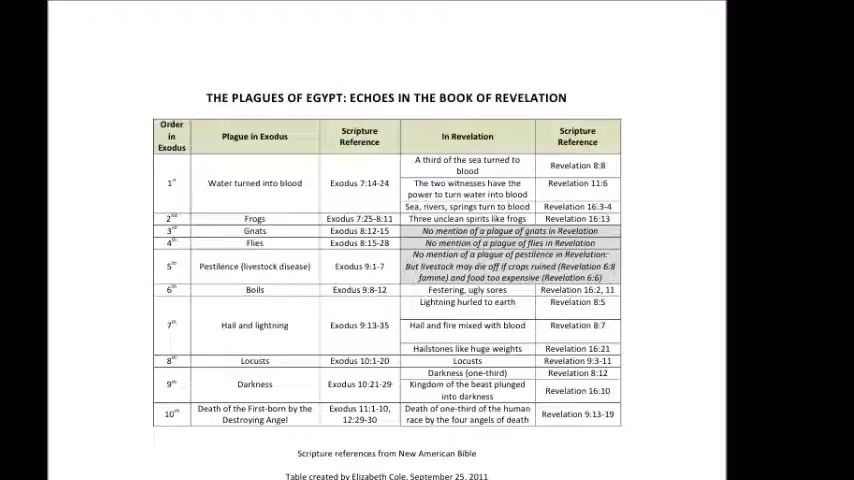 THE PLAGUES OF EGYPT: ECHOES IN THE BOOK OF REVELATION
Order in Exodus Plague in Exodus Scripture Reference In Revelation Scripture Reference
1st Water turned into blood Exodus 7:14-24 A third of the sea turned to blood Revelation 8:8
The two witnesses have the power to turn water into blood Revelation 11:6
Sea, rivers, springs turn to blood Revelation 16:3-4
2nd Frogs Exodus 7:25-8:11 Three unclean spirits like frogs Revelation 16:13
3rd Gnats Exodus 8:12-15 No mention of a plague of gnats in Revelation
4th Flies Exodus 8:15-28 No mention of a plague of flies in Revelation
5th Pestilence (livestock disease) Exodus 9:1-7 No mention of a plague of pestilence in Revelation:
But livestock may die off if crops ruined (Revelation 6:8
famine) and food too expensive (Revelation 6:6)
6th Boils Exodus 9:8-12 Festering, ugly sores Revelation 16:2, 11
7th Hail and lightning Exodus 9:13-35 Lightning hurled to earth Revelation 8:5
Hail and fire mixed with blood Revelation 8:7
Hailstones like huge weights Revelation 16:21
8th Locusts Exodus 10:1-20 Locusts Revelation 9:3-11
9th Darkness Exodus 10:21-29 Darkness (one-third) Revelation 8:12
Kingdom of the beast plunged into darkness Revelation 16:10
10th Death of the First-born by the Destroying Angel Exodus 11:1-10, 12:29-30 Death of one-third of the human race by the four angels of death Revelation 9:13-19
Scripture references from New American Bible
Table created by Elizabeth Cole, September 25, 2011